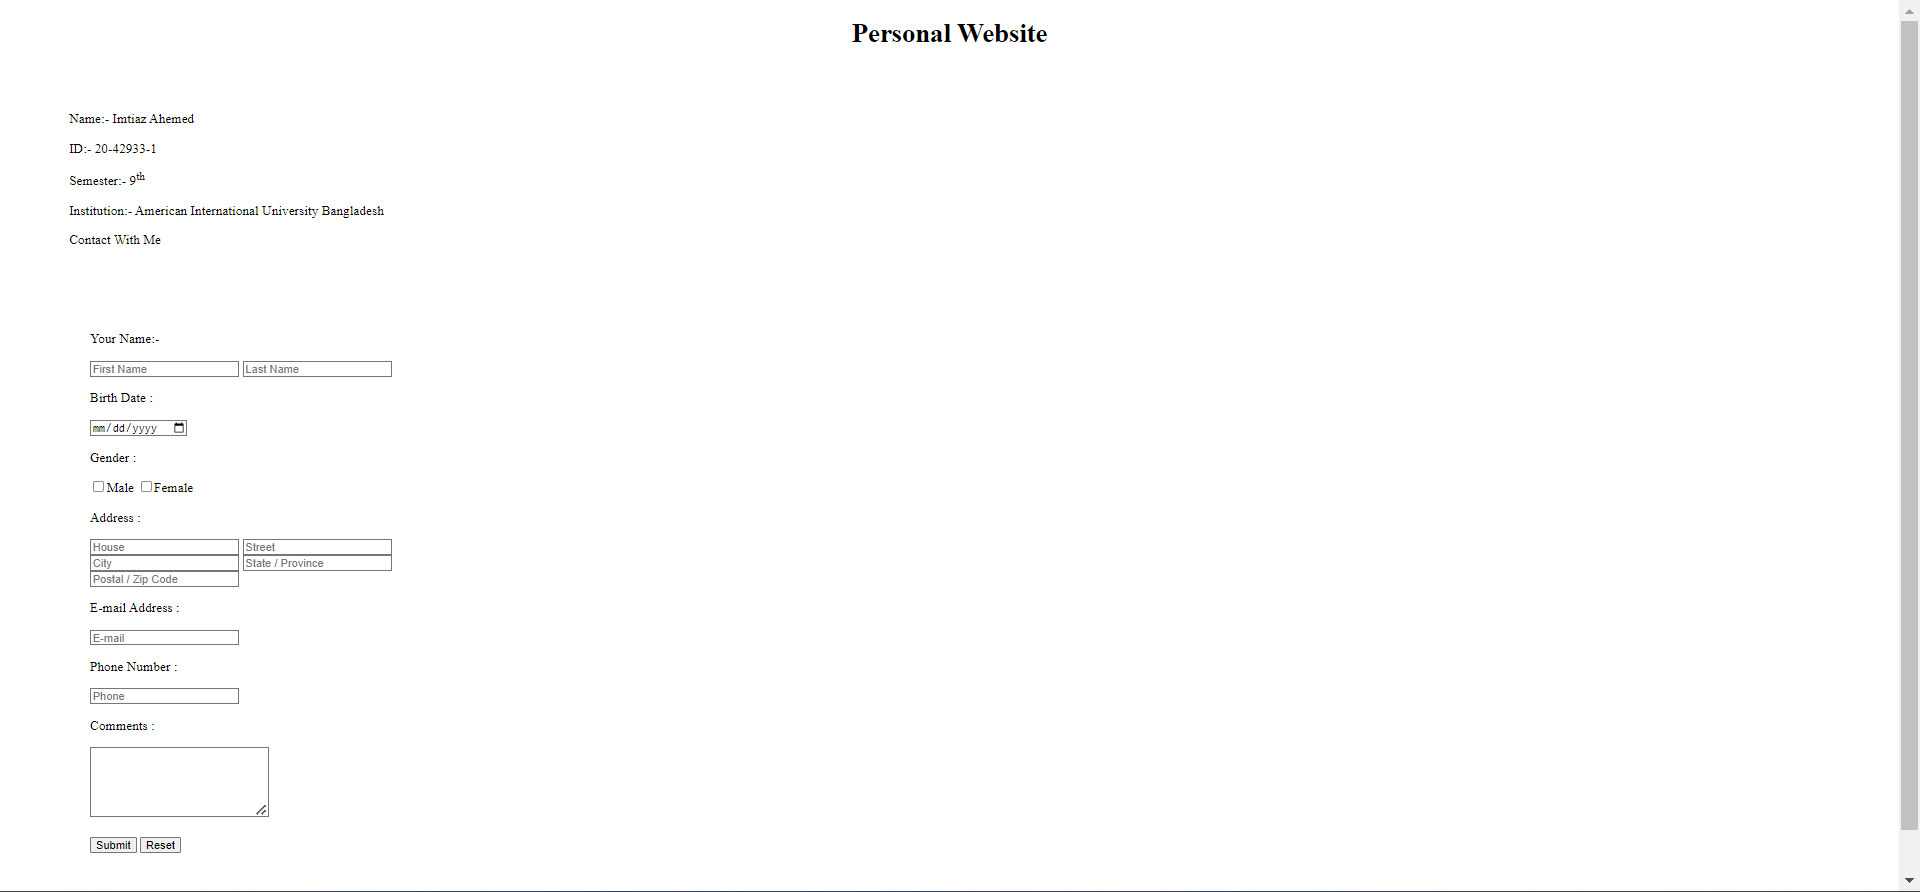 Personal Website
Name:- Imtiaz Ahemed
ID:- 20-42933-1
Semester:- 9th
Institution:- American International University Bangladesh
Contact With Me
Your Name:-
First Name Last Name
Birth Date :
mm/dd/yyyy
Gender :
Male Female
Address :
House Street
City State / Province
Postal / Zip Code
E-mail Address :
E-mail
Phone Number :
Phone
Comments :
Submit Reset